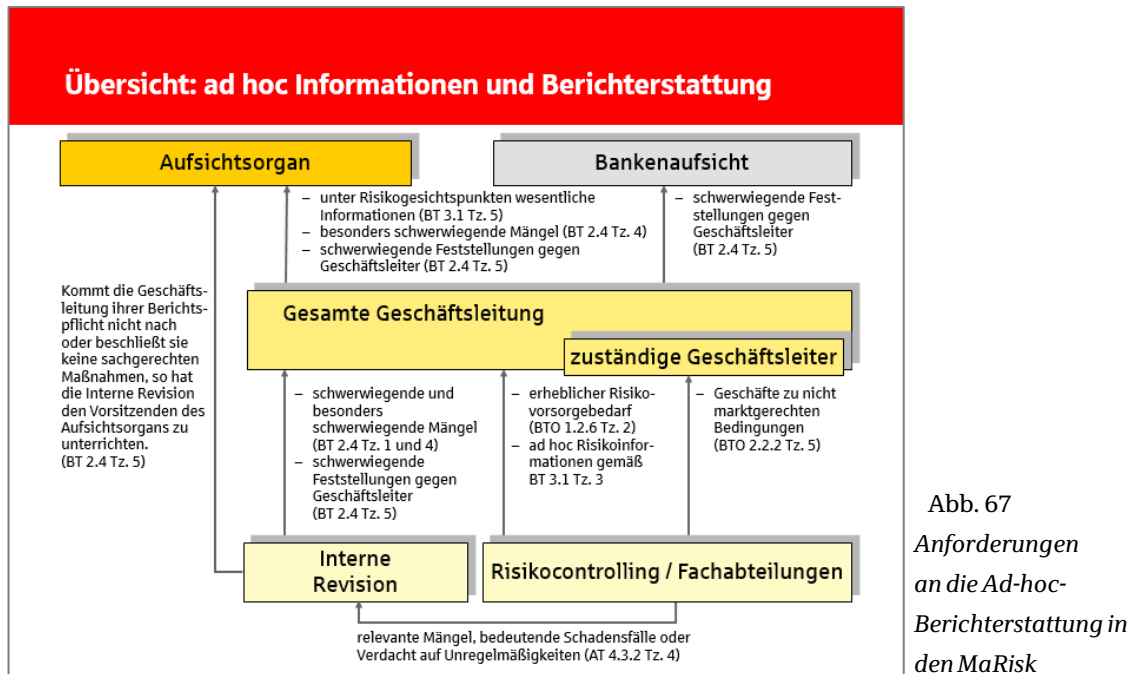 Übersicht: ad hoc Informationen und Berichterstattung
Aufsichtsorgan
Bankenaufsicht
– unter Risikogesichtspunkten wesentliche
Informationen (BT 3.1 Tz. 5)
– besonders schwerwiegende Mängel (BT 2.4 Tz. 4)
– schwerwiegende Feststellungen gegen
Geschäftsleiter (BT 2.4 Tz. 5)
– schwerwiegende Fest-
stellungen gegen
Geschäftsleiter
(BT 2.4 Tz. 5)
Kommt die Geschäfts-
leitung ihrer Berichts-
pflicht nicht nach
oder beschließt sie
keine sachgerechten
Maßnahmen, so hat
die Interne Revision
den Vorsitzenden des
Aufsichtsorgans zu
unterrichten.
(BT 2.4 Tz. 5)
Gesamte Geschäftsleitung
zuständige Geschäftsleiter
– schwerwiegende und
besonders
schwerwiegende Mängel
(BT 2.4 Tz. 1 und 4)
– schwerwiegende
Feststellungen gegen
Geschäftsleiter
(BT 2.4 Tz. 5)
– erheblicher Risiko-
vorsorgebedarf
(BTO 1.2.6 Tz. 2)
– ad hoc Risikoinfor-
mationen gemäß
BT 3.1 Tz. 3
– Geschäfte zu nicht
marktgerechten
Bedingungen
(BTO 2.2.2 Tz. 5)
Interne
Revision
Risikocontrolling / Fachabteilungen
relevante Mängel, bedeutende Schadensfälle oder
Verdacht auf Unregelmäßigkeiten (AT 4.3.2 Tz. 4)
Abb. 67
Anforderungen
an die Ad-hoc-
Berichterstattung in
den MaRisk